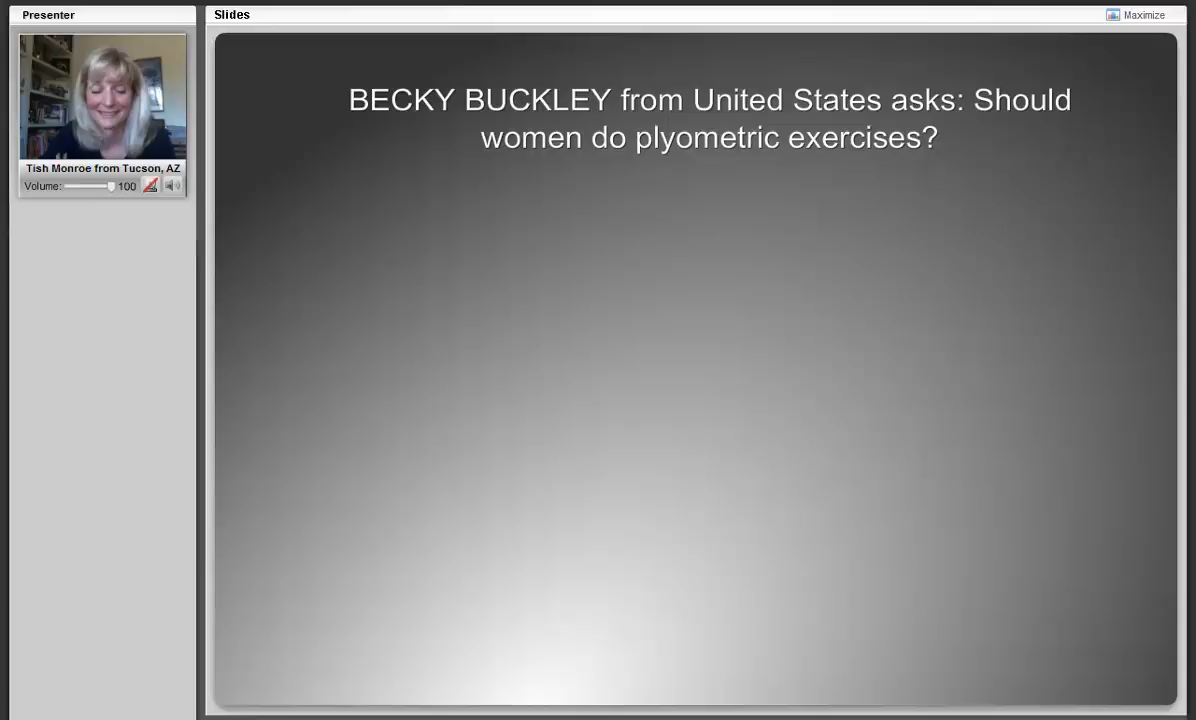 Presenter
Slides
Maximize
BECKY BUCKLEY from United States asks: Should
women do plyometric exercises?
Tish Monroe from Tucson, AZ
Volume: 100